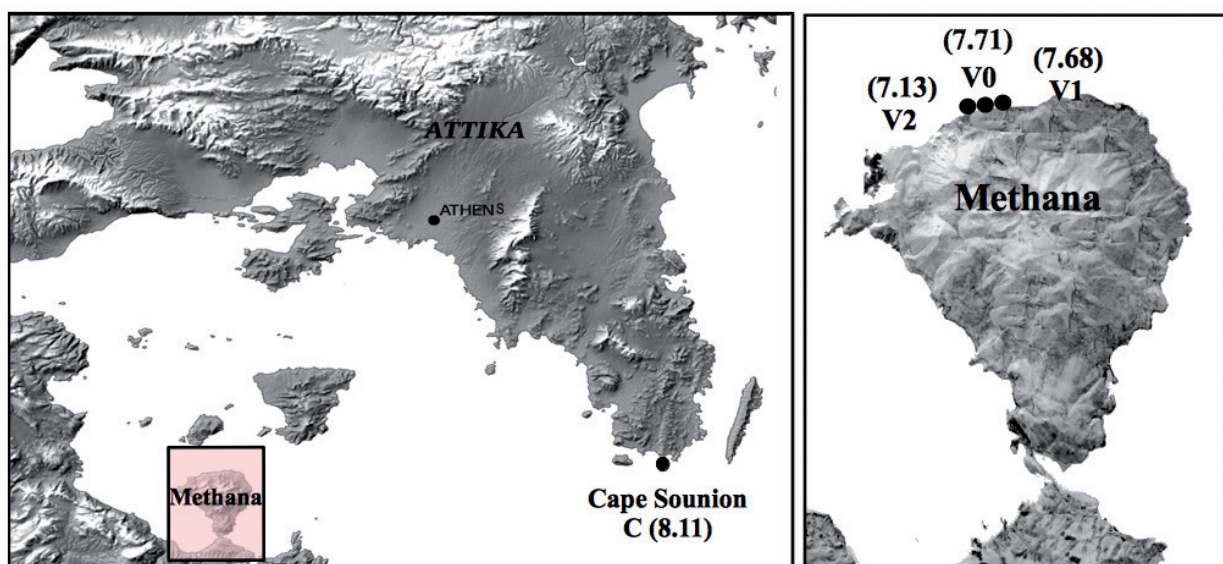 ATTIKA
ATHENS
Methana
Cape Sounion
C (8.11)
(7.71)
V0
(7.68)
V1
(7.13)
V2
Methana